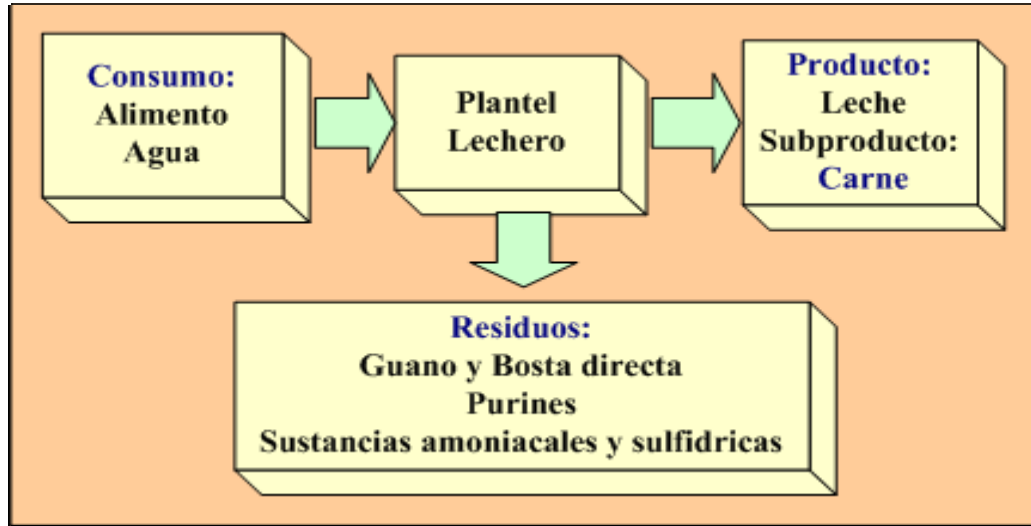 Consumo:
Alimento
Agua
Plantel
Lechero
Producto:
Leche
Subproducto:
Carne
Residuos:
Guano y Bosta directa
Purines
Sustancias amoniacales y sulfidricas